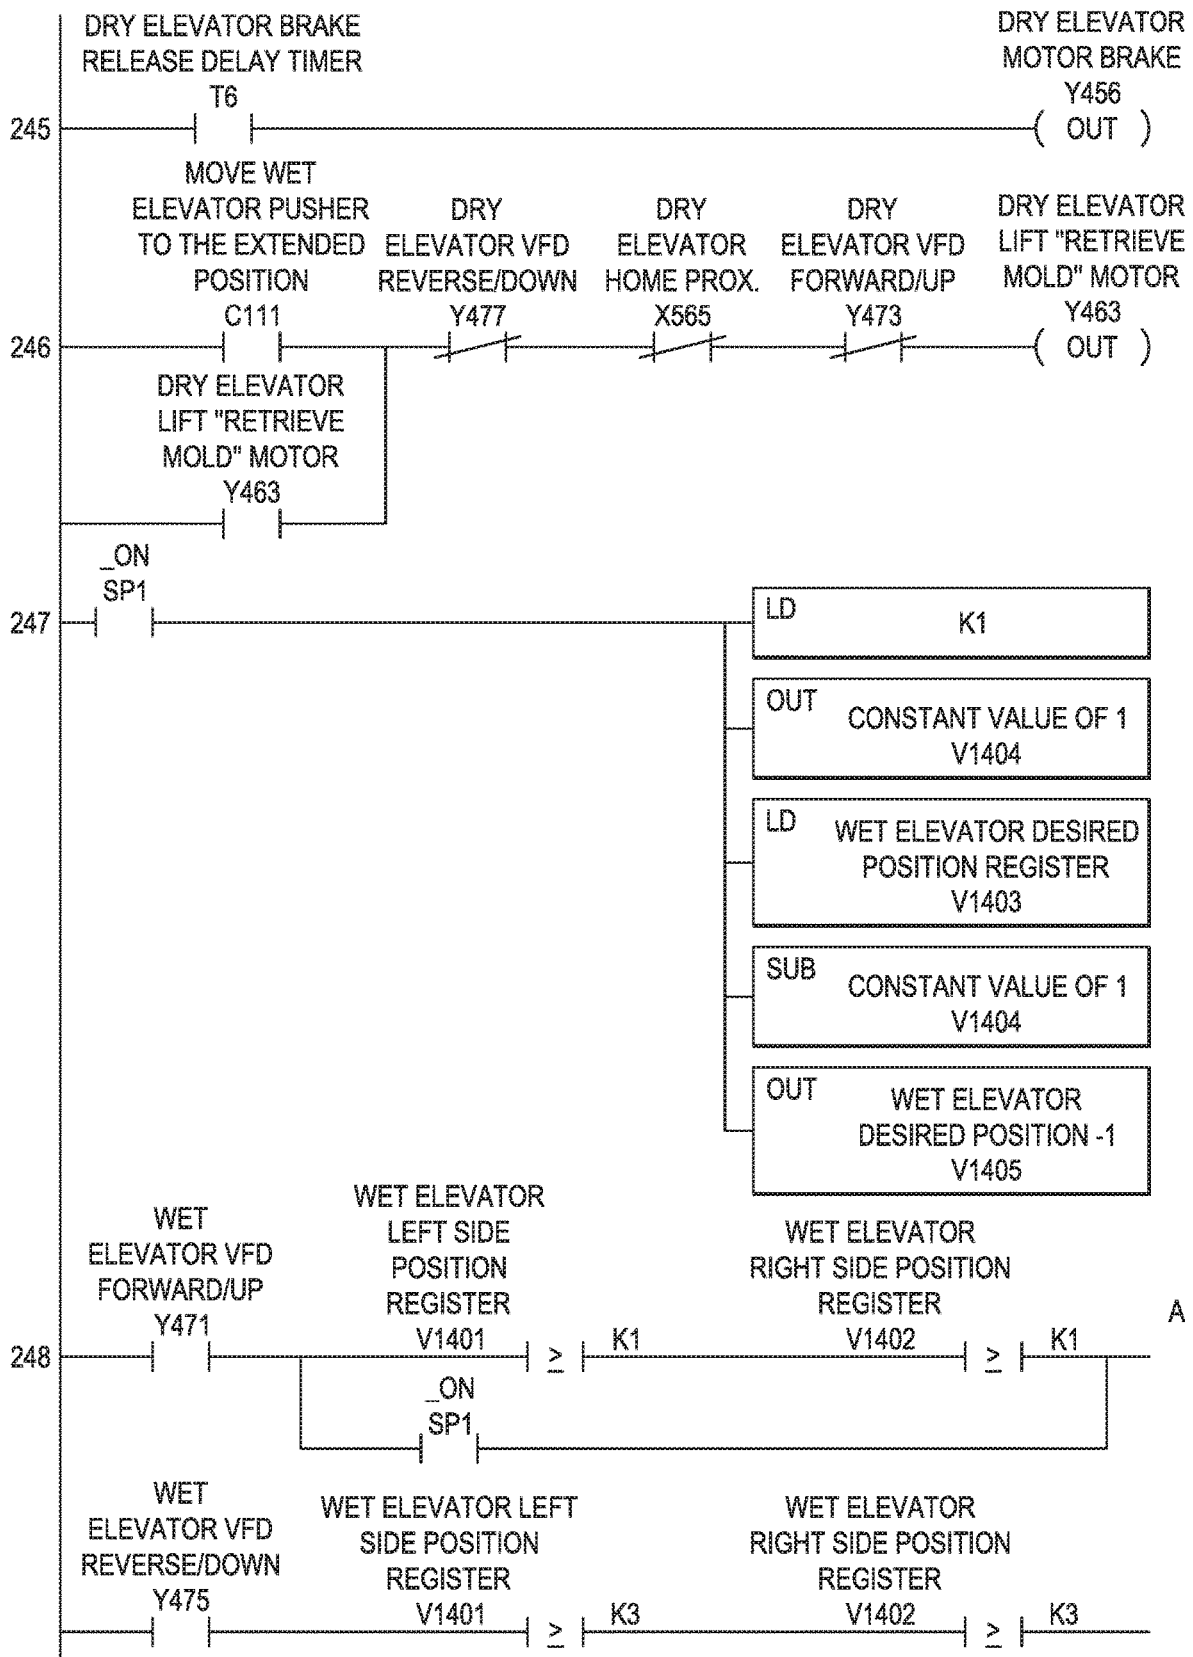 DRY ELEVATOR BRAKE
RELEASE DELAY TIMER
T6
DRY ELEVATOR
MOTOR BRAKE
Y456
245
( OUT )
MOVE WET
ELEVATOR PUSHER
TO THE EXTENDED
POSITION
C111
DRY
ELEVATOR VFD
REVERSE/DOWN
Y477
DRY
ELEVATOR
HOME PROX.
X565
DRY
ELEVATOR VFD
FORWARD/UP
Y473
DRY ELEVATOR
LIFT "RETRIEVE
MOLD" MOTOR
Y463
246
( OUT )
DRY ELEVATOR
LIFT "RETRIEVE
MOLD" MOTOR
Y463
_ON
SP1
247
LD
K1
OUT
CONSTANT VALUE OF 1
V1404
LD
WET ELEVATOR DESIRED
POSITION REGISTER
V1403
SUB
CONSTANT VALUE OF 1
V1404
OUT
WET ELEVATOR
DESIRED POSITION -1
V1405
WET
ELEVATOR VFD
FORWARD/UP
Y471
WET ELEVATOR
LEFT SIDE
POSITION
REGISTER
V1401
≥
K1
WET ELEVATOR
RIGHT SIDE POSITION
REGISTER
V1402
≥
K1
A
248
_ON
SP1
WET
ELEVATOR VFD
REVERSE/DOWN
Y475
WET ELEVATOR LEFT
SIDE POSITION
REGISTER
V1401
≥
K3
WET ELEVATOR
RIGHT SIDE POSITION
REGISTER
V1402
≥
K3